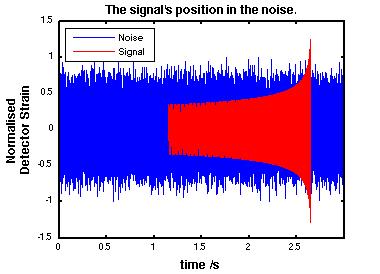 The signal's position in the noise.
Noise
Signal
Normalised
Detector Strain
1.5
1
0.5
0
-0.5
-1
-1.5
0 0.5 1 1.5 2 2.5
time /s